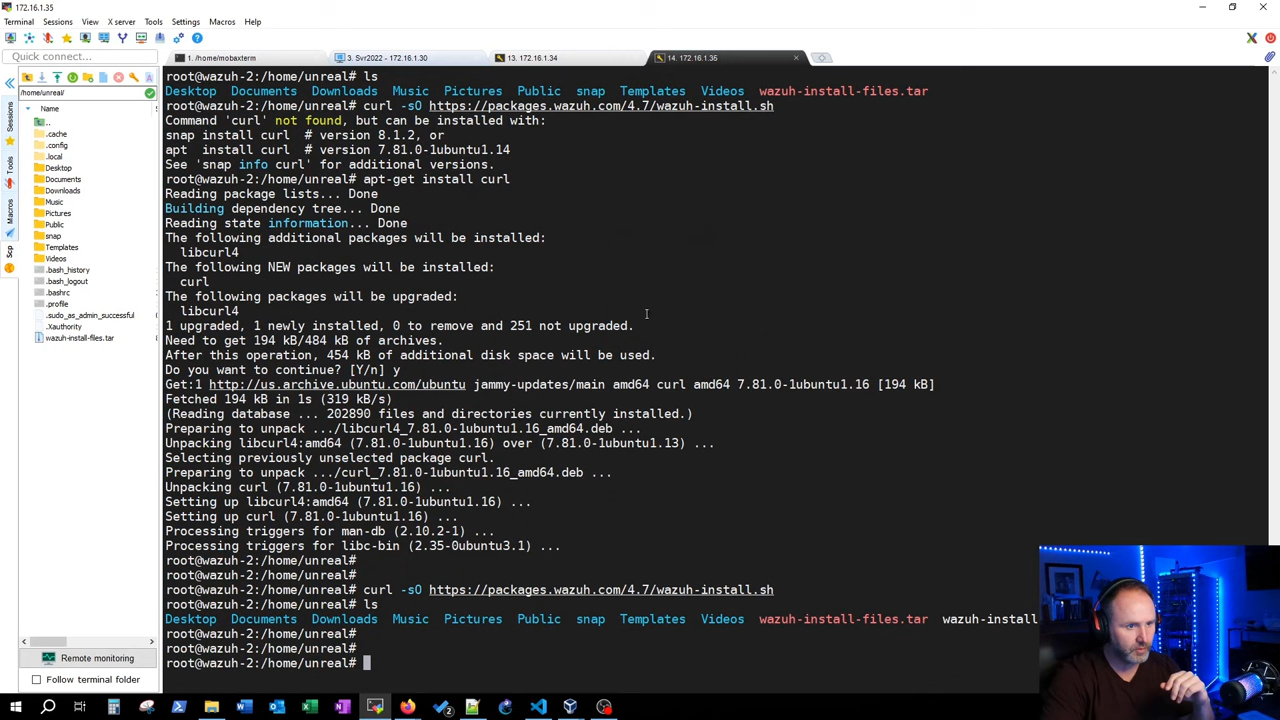 172.16.1.35
Terminal Sessions View X server Tools Settings Macros Help
Quick connect...
1. /home/mobaxterm
3. Svr2022 - 172.16.1.30
13. 172.16.1.34
14. 172.16.1.35
/home/unreal/
Name
..
.cache
.config
.local
Desktop
Documents
Downloads
Music
Pictures
Public
snap
Templates
Videos
.bash_history
.bash_logout
.bashrc
.profile
.sudo_as_admin_successful
.Xauthority
wazuh-install-files.tar
Sessions
Tools
Macros
Scp
Remote monitoring
Follow terminal folder
root@wazuh-2:/home/unreal# ls
Desktop Documents Downloads Music Pictures Public snap Templates Videos wazuh-install-files.tar
root@wazuh-2:/home/unreal# curl -sO https://packages.wazuh.com/4.7/wazuh-install.sh
Command 'curl' not found, but can be installed with:
snap install curl # version 8.1.2, or
apt install curl # version 7.81.0-1ubuntu1.14
See 'snap info curl' for additional versions.
root@wazuh-2:/home/unreal# apt-get install curl
Reading package lists... Done
Building dependency tree... Done
Reading state information... Done
The following additional packages will be installed:
libcurl4
The following NEW packages will be installed:
curl
The following packages will be upgraded:
libcurl4
1 upgraded, 1 newly installed, 0 to remove and 251 not upgraded.
Need to get 194 kB/484 kB of archives.
After this operation, 454 kB of additional disk space will be used.
Do you want to continue? [Y/n] y
Get:1 http://us.archive.ubuntu.com/ubuntu jammy-updates/main amd64 curl amd64 7.81.0-1ubuntu1.16 [194 kB]
Fetched 194 kB in 1s (319 kB/s)
(Reading database ... 202890 files and directories currently installed.)
Preparing to unpack .../libcurl4_7.81.0-1ubuntu1.16_amd64.deb ...
Unpacking libcurl4:amd64 (7.81.0-1ubuntu1.16) over (7.81.0-1ubuntu1.13) ...
Selecting previously unselected package curl.
Preparing to unpack .../curl_7.81.0-1ubuntu1.16_amd64.deb ...
Unpacking curl (7.81.0-1ubuntu1.16) ...
Setting up libcurl4:amd64 (7.81.0-1ubuntu1.16) ...
Setting up curl (7.81.0-1ubuntu1.16) ...
Processing triggers for man-db (2.10.2-1) ...
Processing triggers for libc-bin (2.35-0ubuntu3.1) ...
root@wazuh-2:/home/unreal#
root@wazuh-2:/home/unreal#
root@wazuh-2:/home/unreal# curl -sO https://packages.wazuh.com/4.7/wazuh-install.sh
root@wazuh-2:/home/unreal# ls
Desktop Documents Downloads Music Pictures Public snap Templates Videos wazuh-install-files.tar wazuh-install
root@wazuh-2:/home/unreal#
root@wazuh-2:/home/unreal#
root@wazuh-2:/home/unreal#